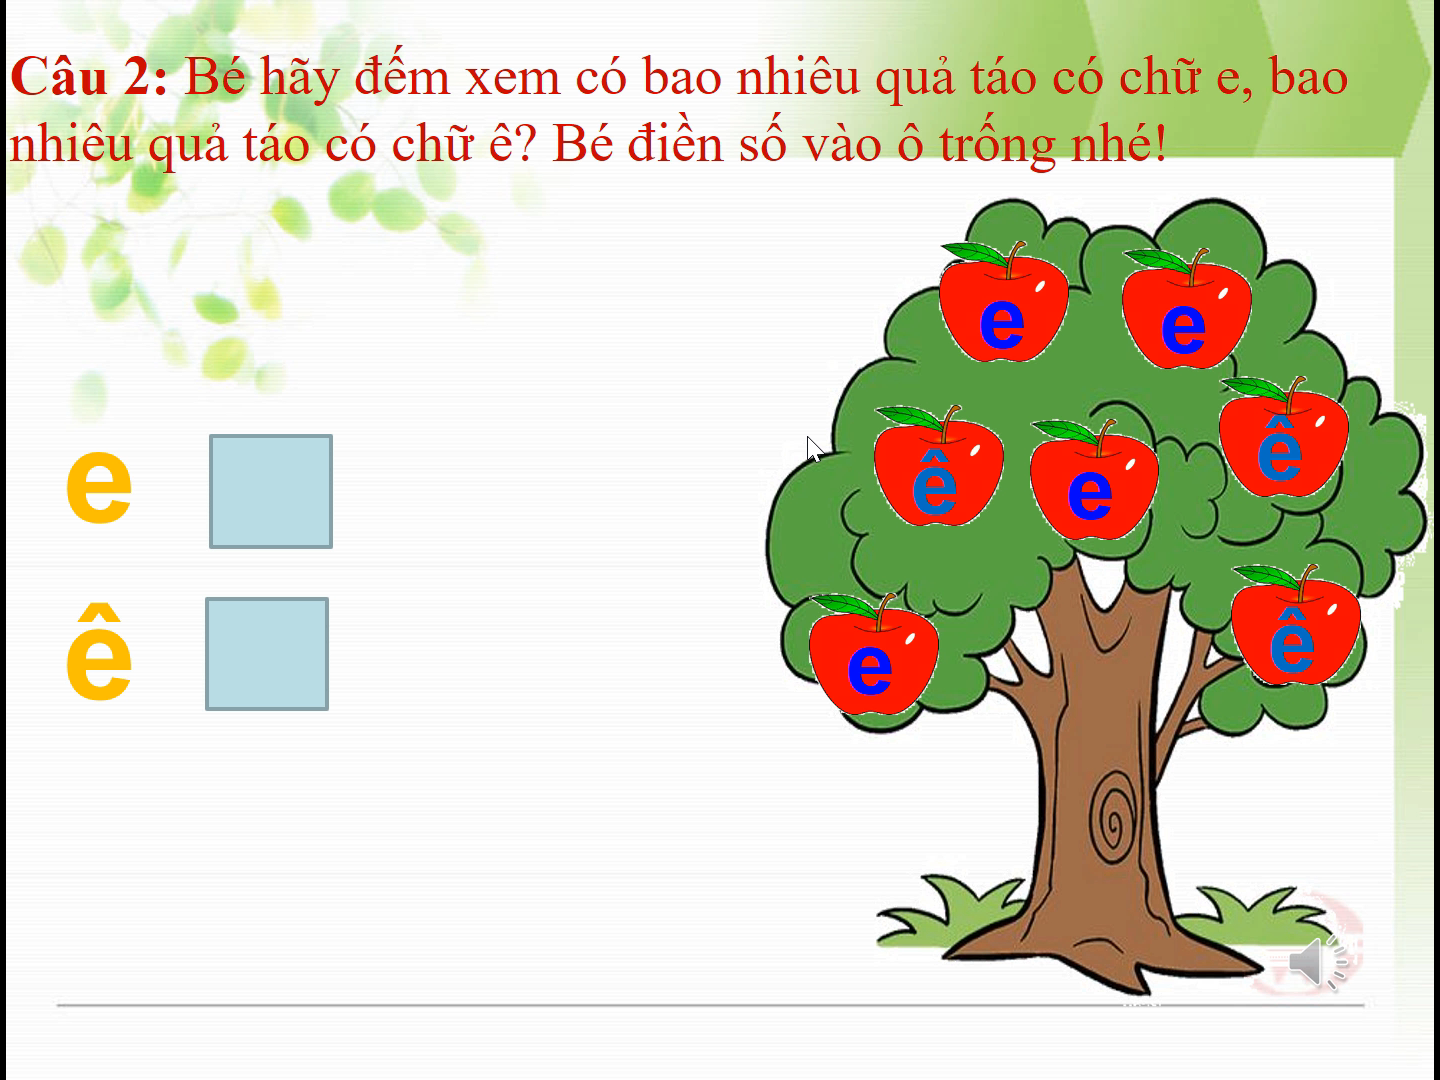 Câu 2: Bé hãy đếm xem có bao nhiêu quả táo có chữ e, bao
nhiêu quả táo có chữ ê? Bé điền số vào ô trống nhé!
e
e
ê
ê
e
e
ê
e
ê